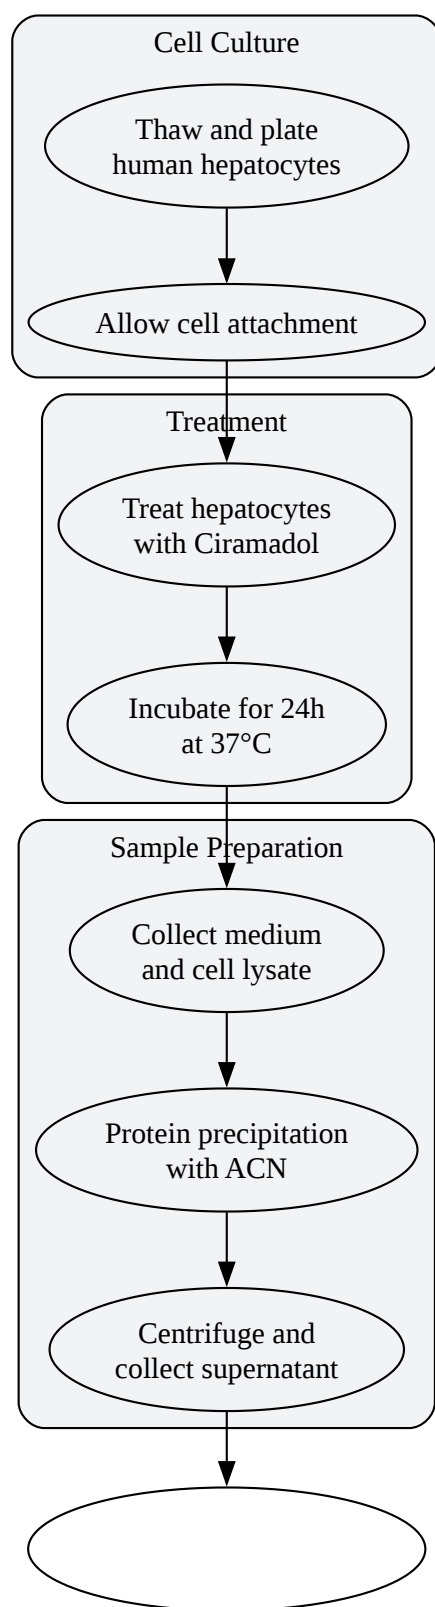 Cell Culture
Thaw and plate
human hepatocytes
Allow cell attachment
Treatment
Treat hepatocytes
with Ciramadol
Incubate for 24h
at 37°C
Sample Preparation
Collect medium
and cell lysate
Protein precipitation
with ACN
Centrifuge and
collect supernatant